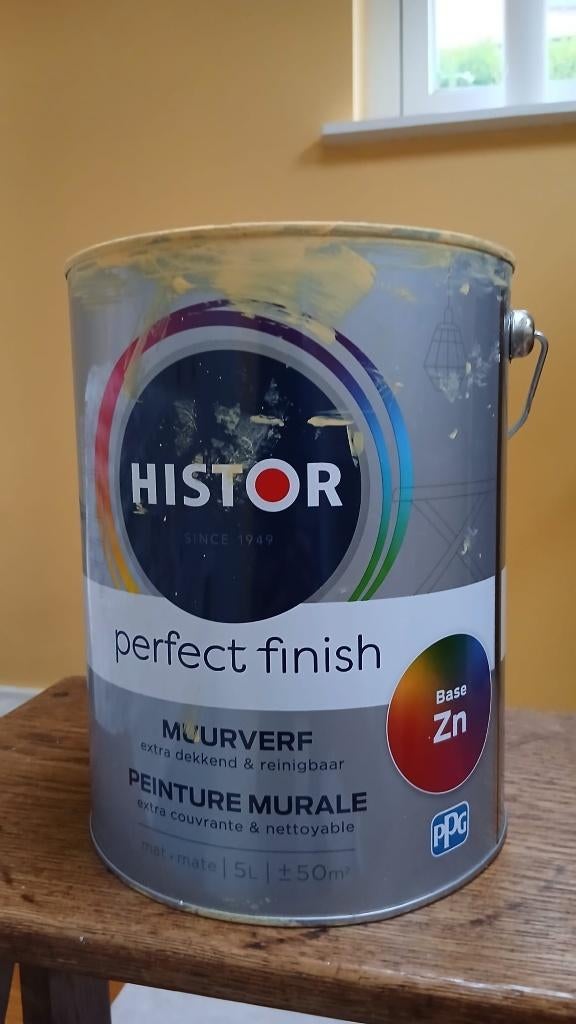 HISTOR
SINCE 1949
perfect finish
Base
Zn
MUURVERF
extra dekkend & reinigbaar
PEINTURE MURALE
extra couvrante & nettoyable
mat • mate | 5L | ±50m²
PPG